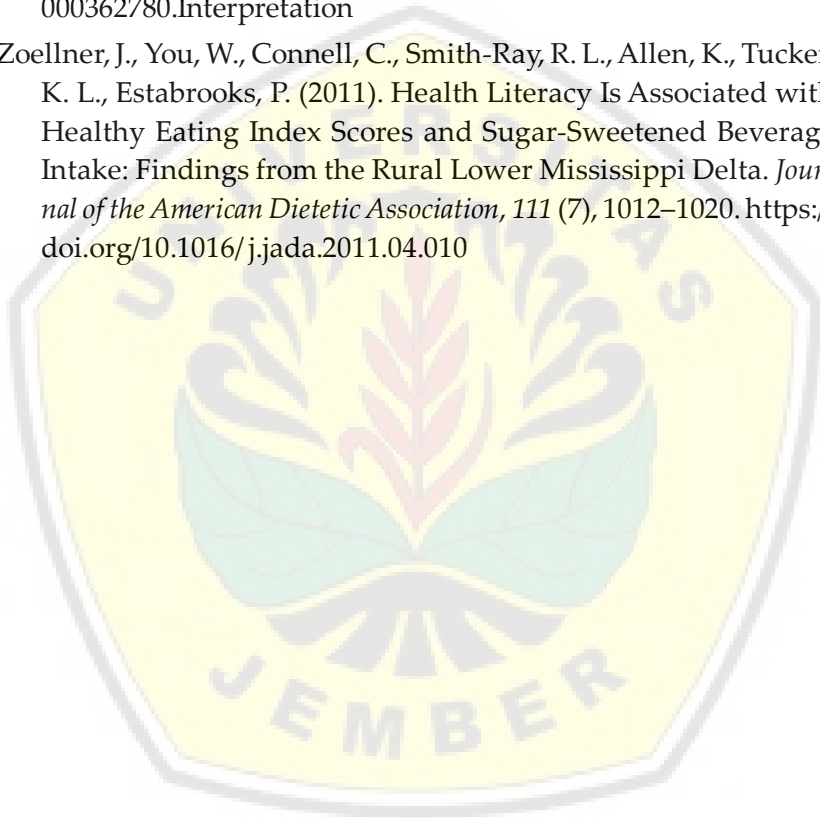 000362780.Interpretation
Zoellner, J., You, W., Connell, C., Smith-Ray, R. L., Allen, K., Tucker
K. L., Estabrooks, P. (2011). Health Literacy Is Associated with
Healthy Eating Index Scores and Sugar-Sweetened Beverag
Intake: Findings from the Rural Lower Mississippi Delta. Jour
nal of the American Dietetic Association, 111 (7), 1012–1020. https:/
doi.org/10.1016/j.jada.2011.04.010
UNIVERSITAS
JEMBER